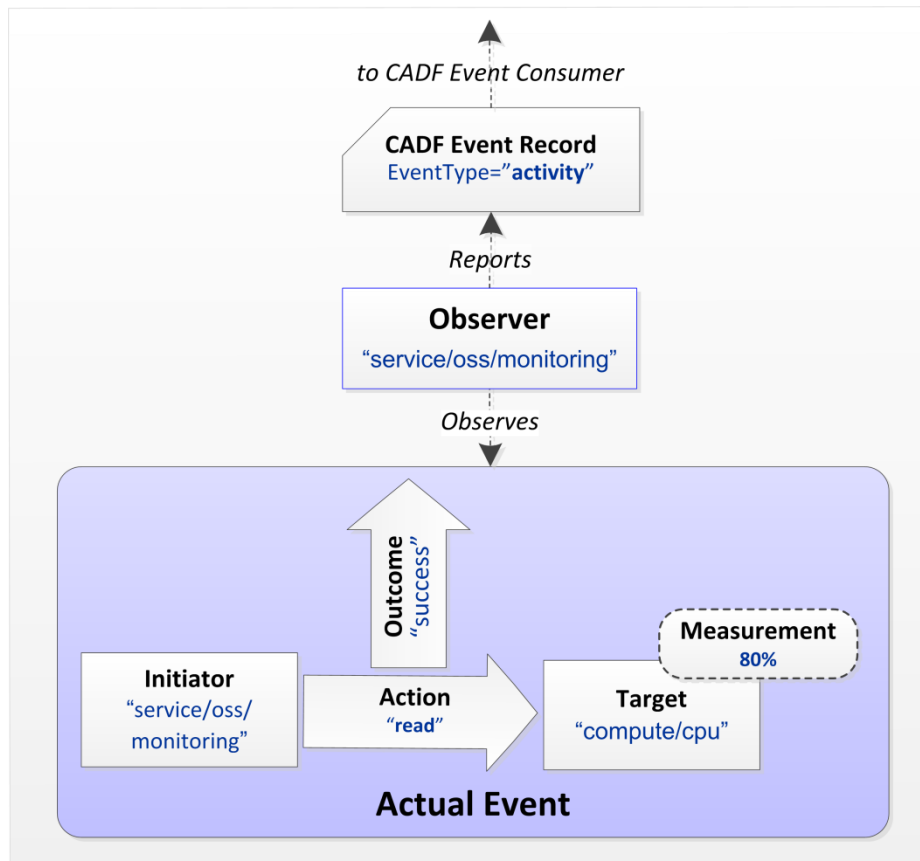 to CADF Event Consumer
CADF Event Record
EventType=”activity”
Reports
Observer
“service/oss/monitoring”
Observes
Outcome
“success”
Measurement
80%
Initiator
“service/oss/
monitoring”
Action
“read”
Target
“compute/cpu”
Actual Event